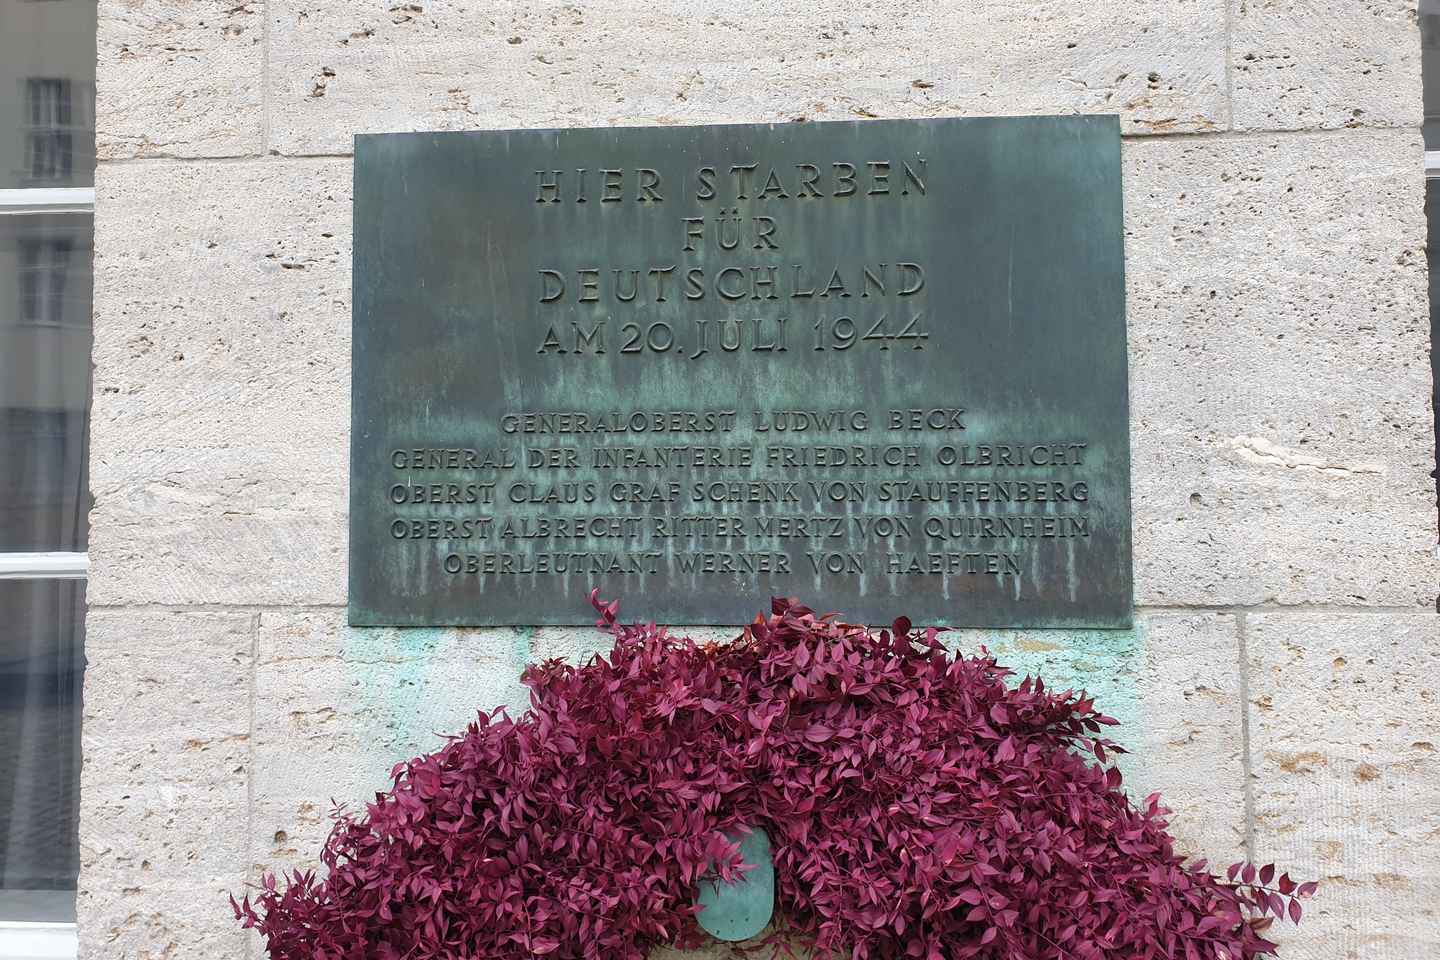 HIER STARBEN
FÜR
DEUTSCHLAND
AM 20. JULI 1944
GENERALOBERST LUDWIG BECK
GENERAL DER INFANTERIE FRIEDRICH OLBRICHT
OBERST CLAUS GRAF SCHENK VON STAUFFENBERG
OBERST ALBRECHT RITTER MERTZ VON QUIRNHEIM
OBERLEUTNANT WERNER VON HAEFTEN